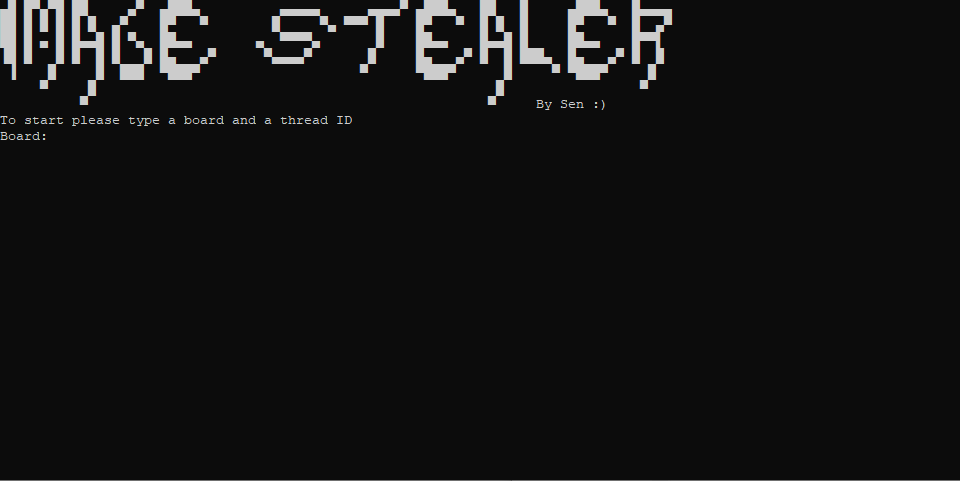 IMAGE STEALER
By Sen :)
To start please type a board and a thread ID
Board: